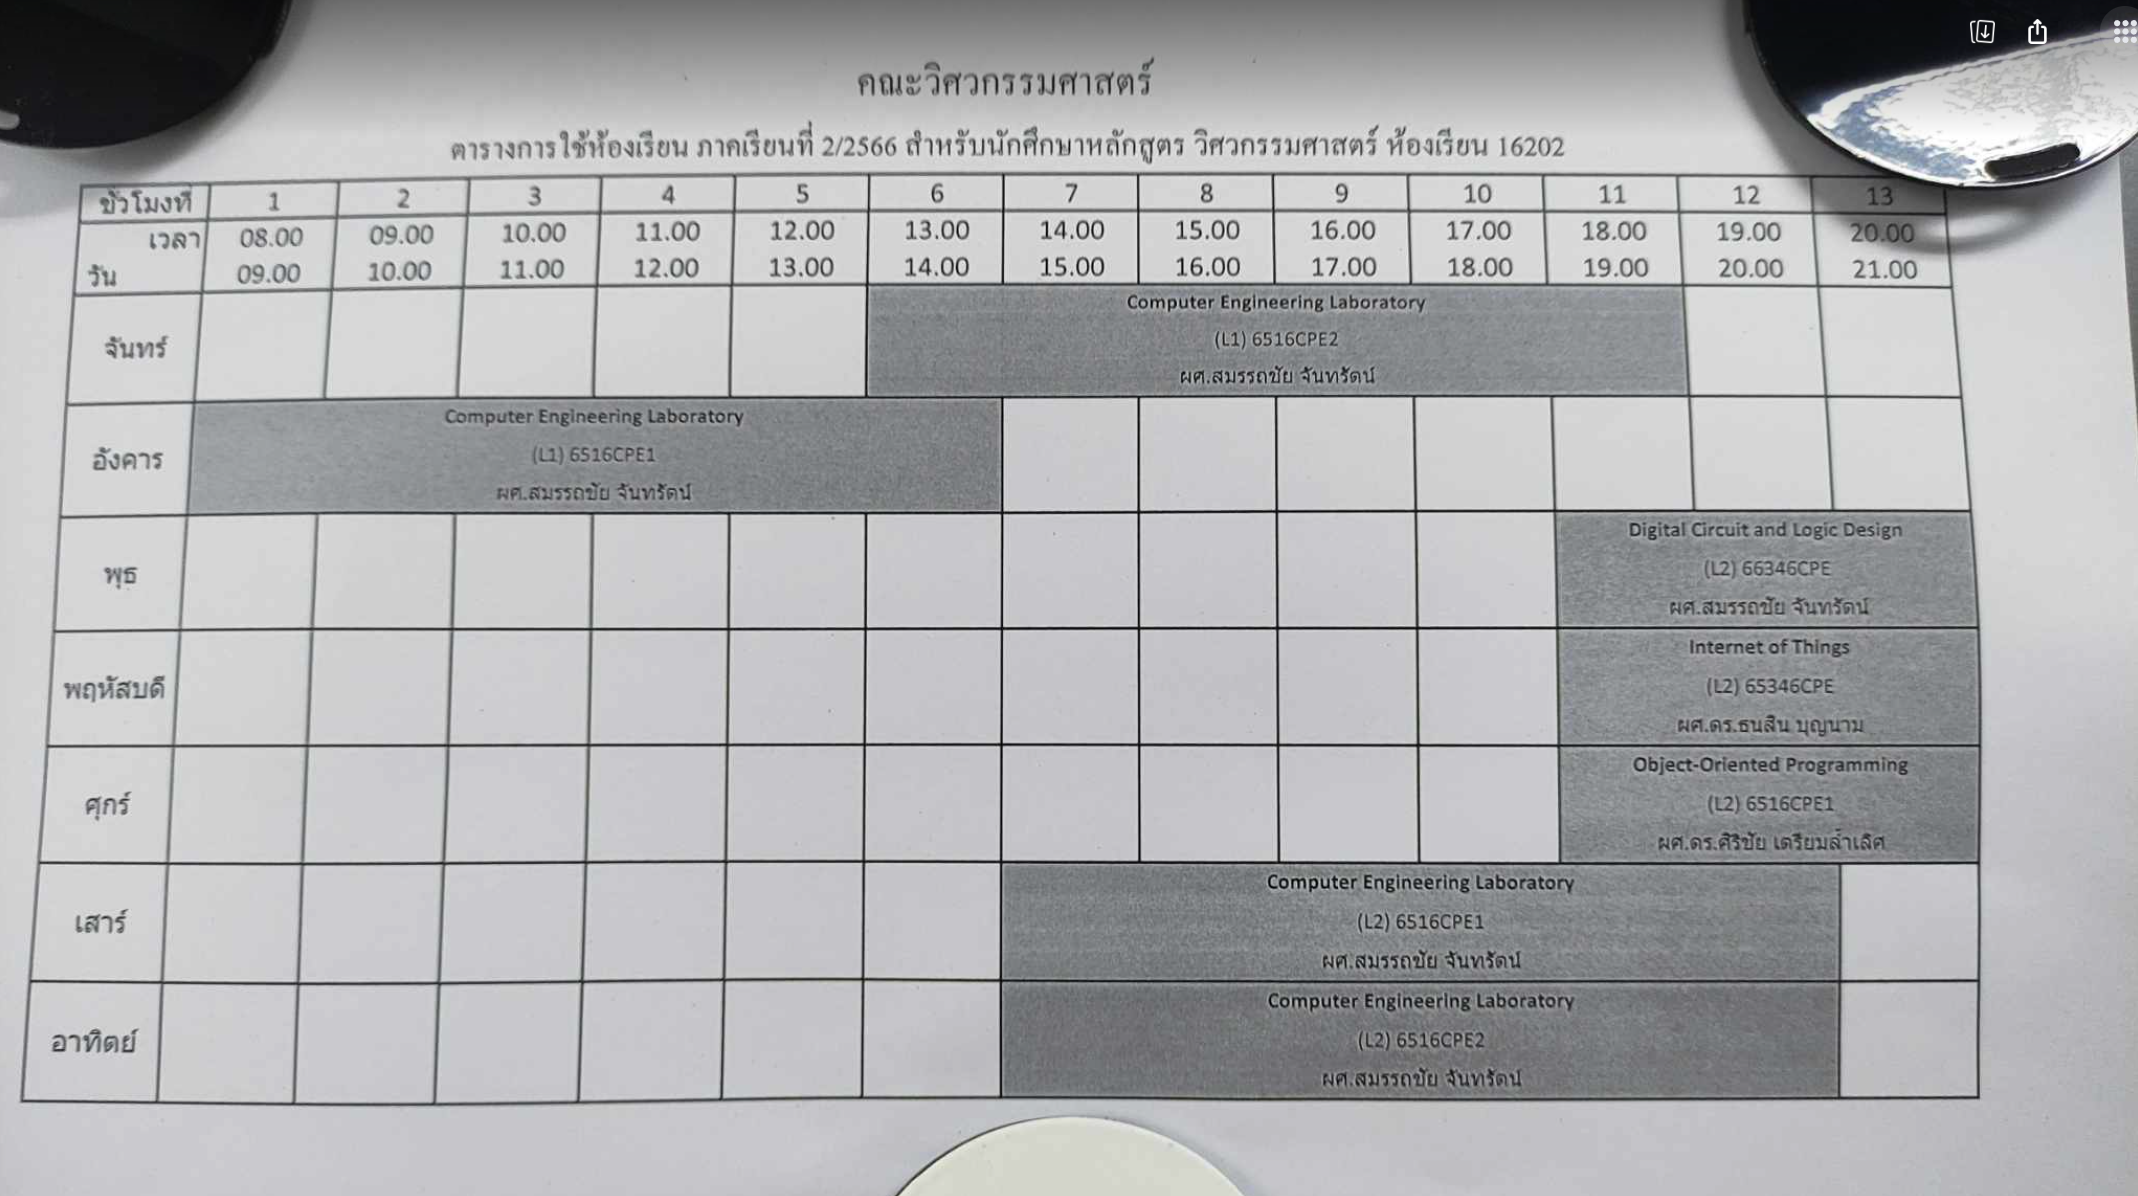 คณะวิศวกรรมศาสตร์
ตารางการใช้ห้องเรียน ภาคเรียนที่ 2/2566 สำหรับนักศึกษาหลักสูตร วิศวกรรมศาสตร์ ห้องเรียน 16202
ชั่วโมงที่ 1 2 3 4 5 6 7 8 9 10 11 12 13
เวลา 08.00 09.00 10.00 11.00 12.00 13.00 14.00 15.00 16.00 17.00 18.00 19.00 20.00
วัน 09.00 10.00 11.00 12.00 13.00 14.00 15.00 16.00 17.00 18.00 19.00 20.00 21.00
จันทร์
Computer Engineering Laboratory
(L1) 6516CPE2
ผศ.สมรรถชัย จันทรัตน์
อังคาร
Computer Engineering Laboratory
(L1) 6516CPE1
ผศ.สมรรถชัย จันทรัตน์
พุธ
Digital Circuit and Logic Design
(L2) 66346CPE
ผศ.สมรรถชัย จันทรัตน์
พฤหัสบดี
Internet of Things
(L2) 65346CPE
ผศ.ดร.ธนสิน บุญนาม
ศุกร์
Object-Oriented Programming
(L2) 6516CPE1
ผศ.ดร.ศิริชัย เตรียมล้ำเลิศ
เสาร์
Computer Engineering Laboratory
(L2) 6516CPE1
ผศ.สมรรถชัย จันทรัตน์
อาทิตย์
Computer Engineering Laboratory
(L2) 6516CPE2
ผศ.สมรรถชัย จันทรัตน์